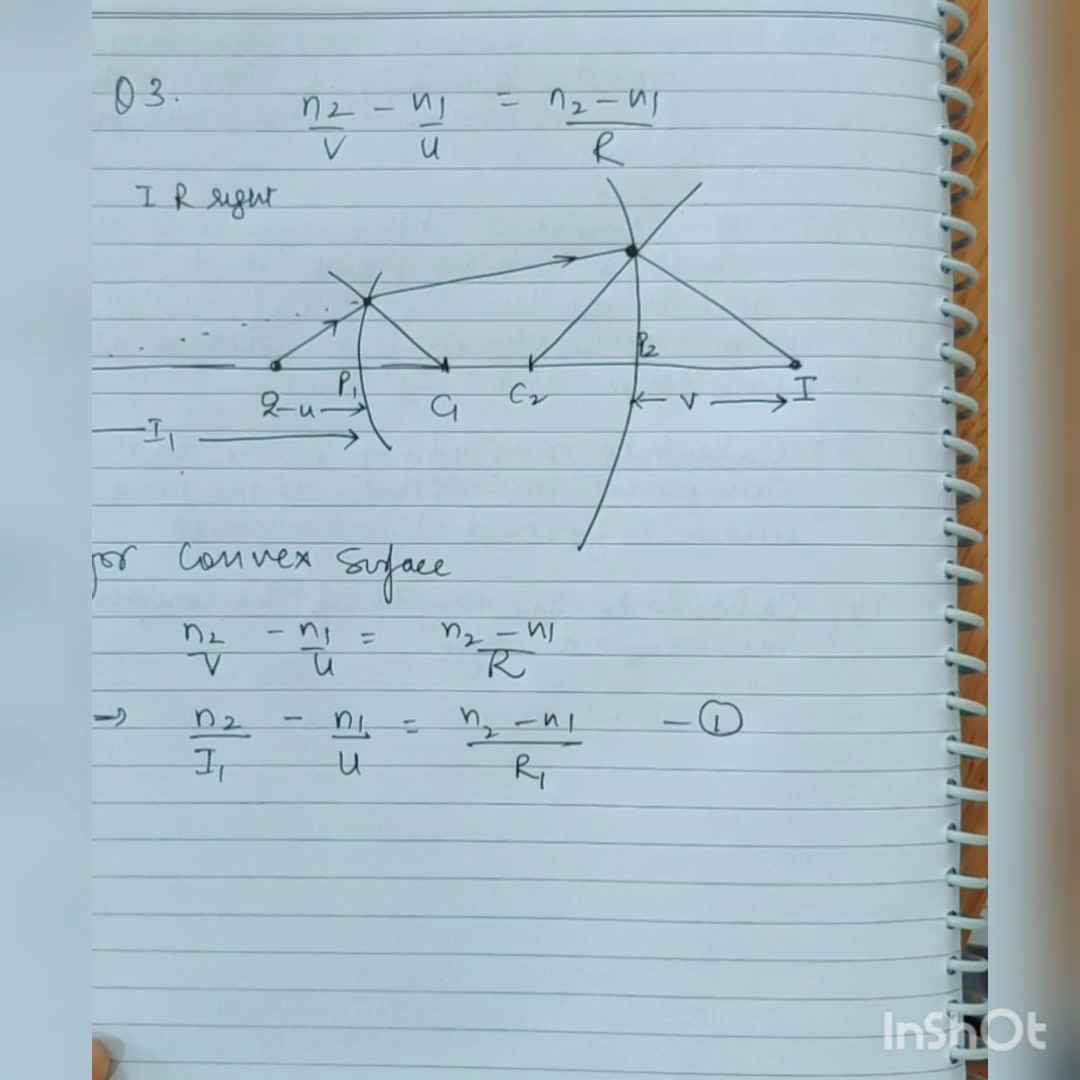 Q3. n2/v - n1/u = n2-n1/R
I R right
P2
P1
C1
C2
-u
v
I
I1
for Convex Surface
n2/v - n1/u = n2-n1/R
⇒ n2/I1 - n1/u = n2-n1/R1 -①
InShOt